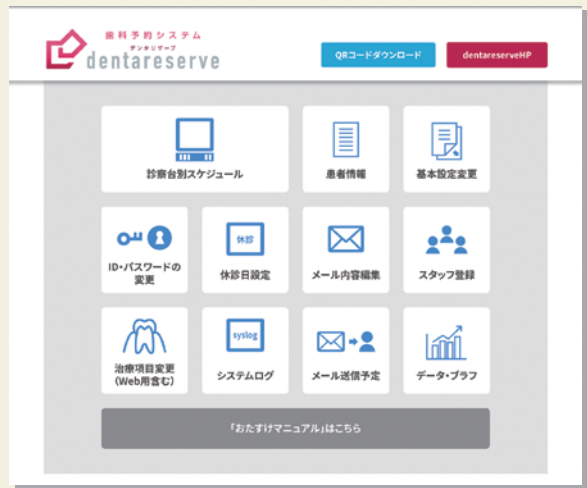 歯科予約システム
デンタリザーブ
dentareserve
QRコードダウンロード
dentareserveHP
診察台別スケジュール
患者情報
基本設定変更
ID・パスワードの
変更
休診
休診日設定
メール内容編集
スタッフ登録
治療項目変更
(Web用含む)
syslog
システムログ
メール送信予定
データ・ブラフ
「おたすけマニュアル」はこちら